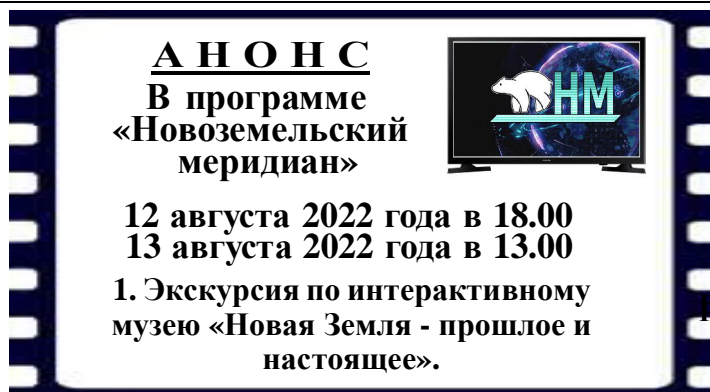 А Н О Н С
В программе
«Новоземельский
меридиан»
НМ
12 августа 2022 года в 18.00
13 августа 2022 года в 13.00
1. Экскурсия по интерактивному
музею «Новая Земля - прошлое и
настоящее».